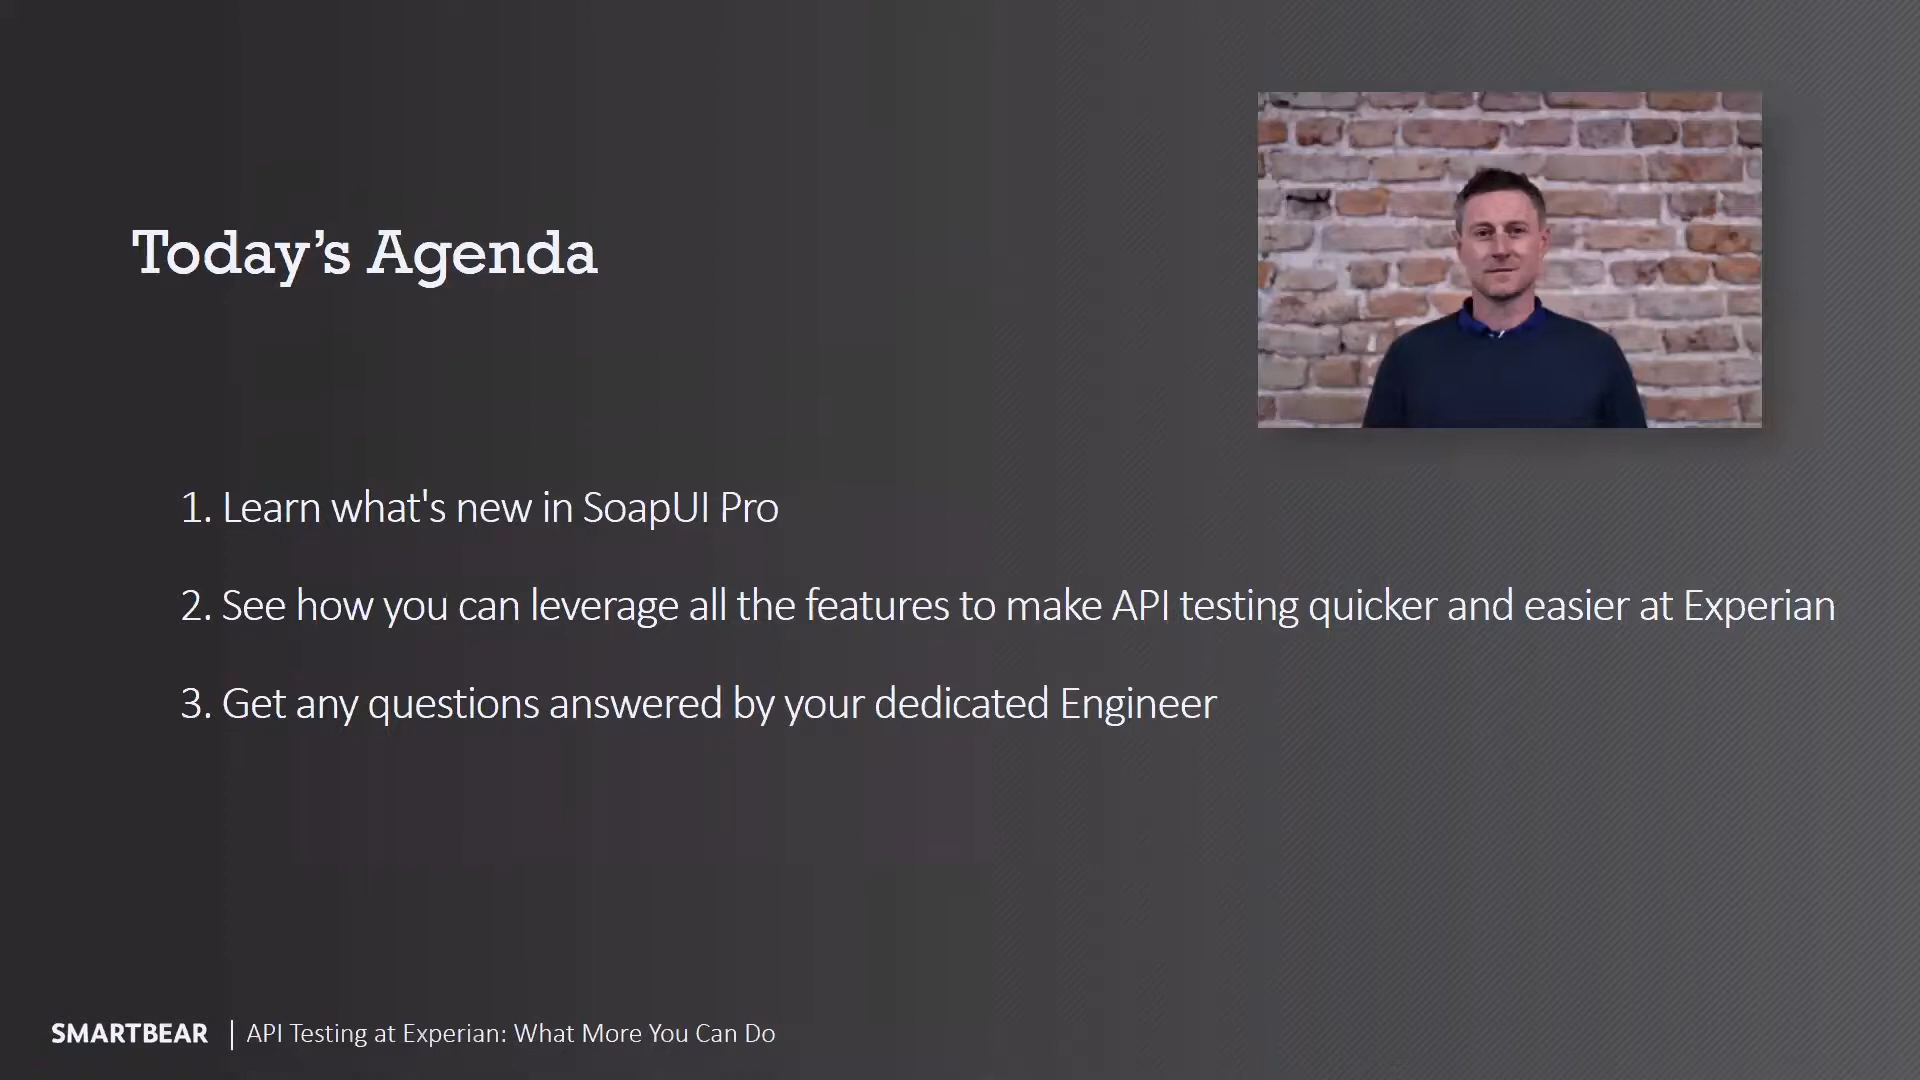 Today’s Agenda
1. Learn what's new in SoapUI Pro
2. See how you can leverage all the features to make API testing quicker and easier at Experian
3. Get any questions answered by your dedicated Engineer
SMARTBEAR | API Testing at Experian: What More You Can Do